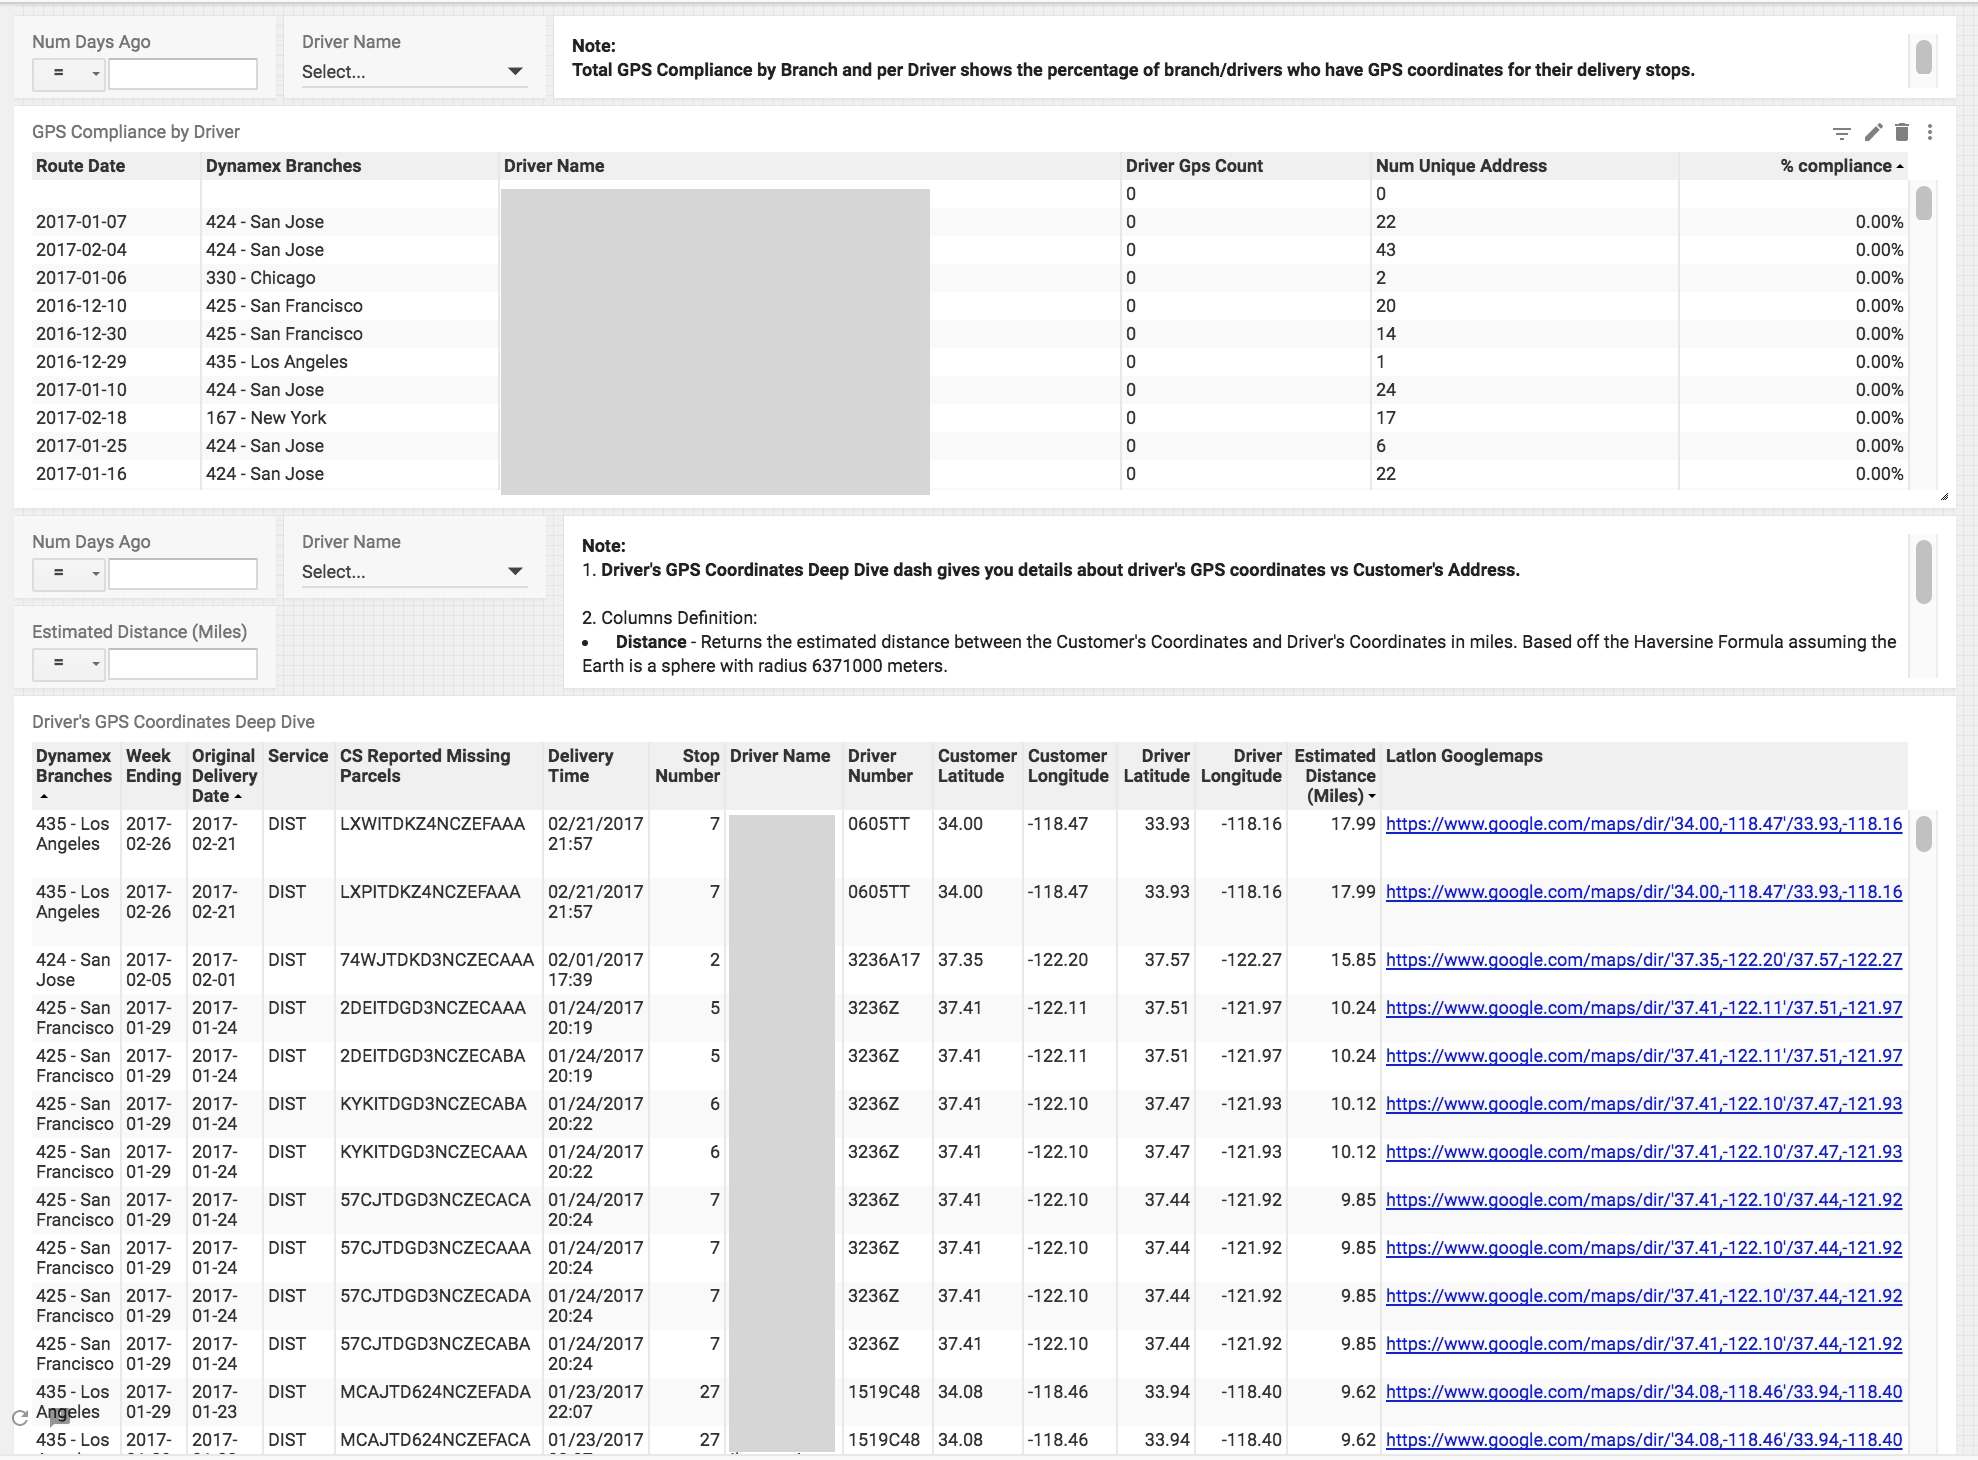 Num Days Ago
=
Driver Name
Select...
Note:
Total GPS Compliance by Branch and per Driver shows the percentage of branch/drivers who have GPS coordinates for their delivery stops.
GPS Compliance by Driver
Route Date Dynamex Branches Driver Name Driver Gps Count Num Unique Address % compliance
0 0
2017-01-07 424 - San Jose 0 22 0.00%
2017-02-04 424 - San Jose 0 43 0.00%
2017-01-06 330 - Chicago 0 2 0.00%
2016-12-10 425 - San Francisco 0 20 0.00%
2016-12-30 425 - San Francisco 0 14 0.00%
2016-12-29 435 - Los Angeles 0 1 0.00%
2017-01-10 424 - San Jose 0 24 0.00%
2017-02-18 167 - New York 0 17 0.00%
2017-01-25 424 - San Jose 0 6 0.00%
2017-01-16 424 - San Jose 0 22 0.00%
Num Days Ago
=
Driver Name
Select...
Estimated Distance (Miles)
=
Note:
1. Driver's GPS Coordinates Deep Dive dash gives you details about driver's GPS coordinates vs Customer's Address.
2. Columns Definition:
• Distance - Returns the estimated distance between the Customer's Coordinates and Driver's Coordinates in miles. Based off the Haversine Formula assuming the
Earth is a sphere with radius 6371000 meters.
Driver's GPS Coordinates Deep Dive
Dynamex Week Original Service CS Reported Missing Delivery Stop Driver Name Driver Customer Customer Driver Driver Estimated Latlon Googlemaps
Branches Ending Delivery Parcels Time Number Number Latitude Longitude Latitude Longitude Distance
Date (Miles)
435 - Los 2017- 2017- DIST LXWITDKZ4NCZEFAAA 02/21/2017 7 0605TT 34.00 -118.47 33.93 -118.16 17.99 https://www.google.com/maps/dir/'34.00,-118.47'/33.93,-118.16
Angeles 02-26 02-21 21:57
435 - Los 2017- 2017- DIST LXPITDKZ4NCZEFAAA 02/21/2017 7 0605TT 34.00 -118.47 33.93 -118.16 17.99 https://www.google.com/maps/dir/'34.00,-118.47'/33.93,-118.16
Angeles 02-26 02-21 21:57
424 - San 2017- 2017- DIST 74WJTDKD3NCZECAAA 02/01/2017 2 3236A17 37.35 -122.20 37.57 -122.27 15.85 https://www.google.com/maps/dir/'37.35,-122.20'/37.57,-122.27
Jose 02-05 02-01 17:39
425 - San 2017- 2017- DIST 2DEITDGD3NCZECAAA 01/24/2017 5 3236Z 37.41 -122.11 37.51 -121.97 10.24 https://www.google.com/maps/dir/'37.41,-122.11'/37.51,-121.97
Francisco 01-29 01-24 20:19
425 - San 2017- 2017- DIST 2DEITDGD3NCZECABA 01/24/2017 5 3236Z 37.41 -122.11 37.51 -121.97 10.24 https://www.google.com/maps/dir/'37.41,-122.11'/37.51,-121.97
Francisco 01-29 01-24 20:19
425 - San 2017- 2017- DIST KYKITDGD3NCZECABA 01/24/2017 6 3236Z 37.41 -122.10 37.47 -121.93 10.12 https://www.google.com/maps/dir/'37.41,-122.10'/37.47,-121.93
Francisco 01-29 01-24 20:22
425 - San 2017- 2017- DIST KYKITDGD3NCZECAAA 01/24/2017 6 3236Z 37.41 -122.10 37.47 -121.93 10.12 https://www.google.com/maps/dir/'37.41,-122.10'/37.47,-121.93
Francisco 01-29 01-24 20:22
425 - San 2017- 2017- DIST 57CJTDGD3NCZECACA 01/24/2017 7 3236Z 37.41 -122.10 37.44 -121.92 9.85 https://www.google.com/maps/dir/'37.41,-122.10'/37.44,-121.92
Francisco 01-29 01-24 20:24
425 - San 2017- 2017- DIST 57CJTDGD3NCZECAAA 01/24/2017 7 3236Z 37.41 -122.10 37.44 -121.92 9.85 https://www.google.com/maps/dir/'37.41,-122.10'/37.44,-121.92
Francisco 01-29 01-24 20:24
425 - San 2017- 2017- DIST 57CJTDGD3NCZECADA 01/24/2017 7 3236Z 37.41 -122.10 37.44 -121.92 9.85 https://www.google.com/maps/dir/'37.41,-122.10'/37.44,-121.92
Francisco 01-29 01-24 20:24
425 - San 2017- 2017- DIST 57CJTDGD3NCZECABA 01/24/2017 7 3236Z 37.41 -122.10 37.44 -121.92 9.85 https://www.google.com/maps/dir/'37.41,-122.10'/37.44,-121.92
Francisco 01-29 01-24 20:24
435 - Los 2017- 2017- DIST MCAJTD624NCZEFADA 01/23/2017 27 1519C48 34.08 -118.46 33.94 -118.40 9.62 https://www.google.com/maps/dir/'34.08,-118.46'/33.94,-118.40
Angeles 01-29 01-23 22:07
435 - Los 2017- 2017- DIST MCAJTD624NCZEFACA 01/23/2017 27 1519C48 34.08 -118.46 33.94 -118.40 9.62 https://www.google.com/maps/dir/'34.08,-118.46'/33.94,-118.40